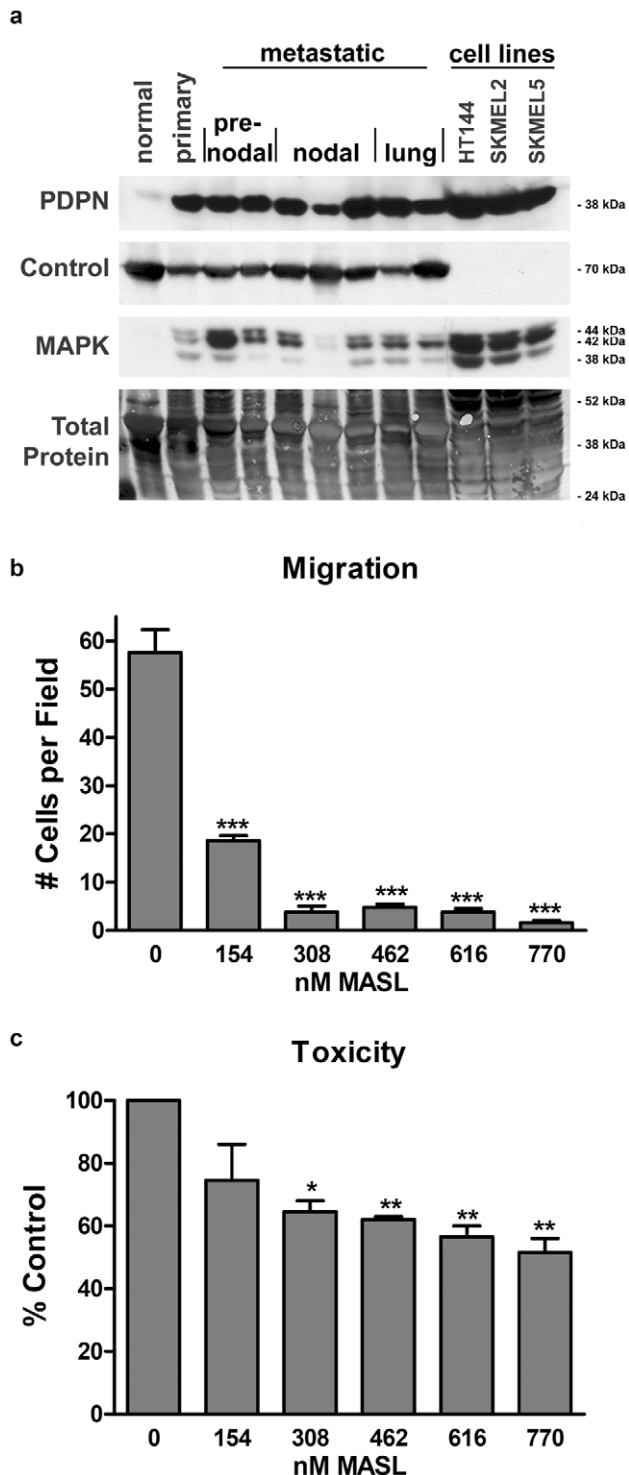 a
metastatic
cell lines
normal
primary
pre-
nodal
nodal
lung
HT144
SKMEL2
SKMEL5
PDPN
- 38 kDa
Control
- 70 kDa
MAPK
- 44 kDa
- 42 kDa
- 38 kDa
Total
Protein
- 52 kDa
- 38 kDa
- 24 kDa
b
Migration
# Cells per Field
60
50
40
30
20
10
0
***
***
***
***
***
0 154 308 462 616 770
nM MASL
c
Toxicity
% Control
100
80
60
40
20
0
*
**
**
**
0 154 308 462 616 770
nM MASL